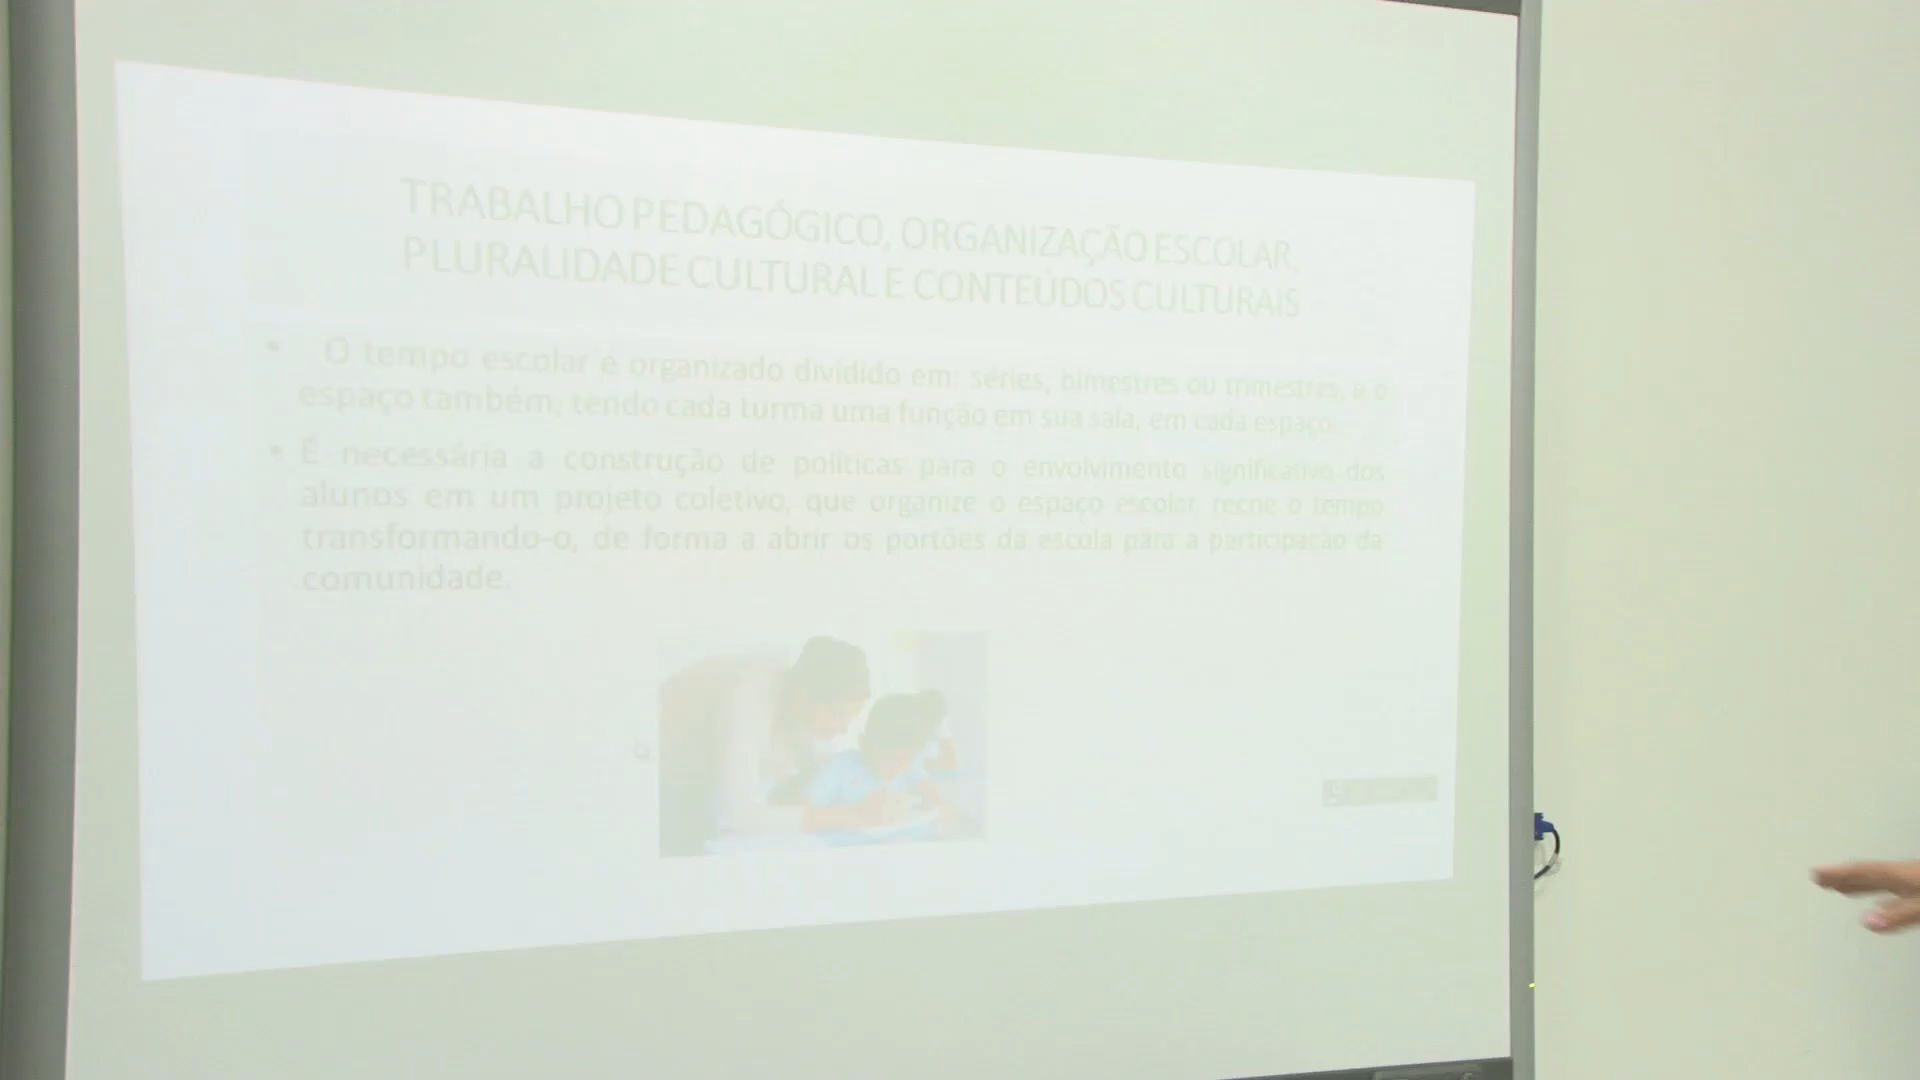 TRABALHO PEDAGÓGICO, ORGANIZAÇÃO ESCOLAR,
PLURALIDADE CULTURAL E CONTEÚDOS CULTURAIS
• O tempo escolar é organizado dividido em: séries, bimestres ou trimestres, e o
espaço também, tendo cada turma uma função em sua sala, em cada espaço.
• É necessária a construção de políticas para o envolvimento significativo dos
alunos em um projeto coletivo, que organize o espaço escolar, recrie o tempo
transformando-o, de forma a abrir os portões da escola para a participação da
comunidade.